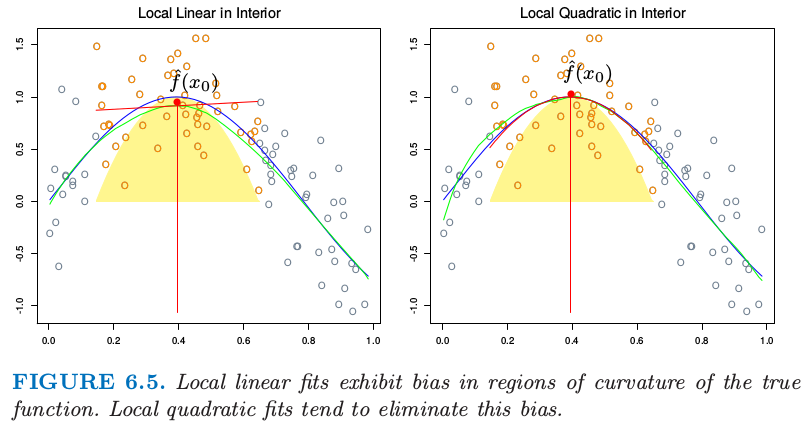 Local Linear in Interior
Local Quadratic in Interior
1.5
1.0
0.5
0.0
-0.5
-1.0
f̂(x₀)
0.0 0.2 0.4 0.6 0.8 1.0
1.5
1.0
0.5
0.0
-0.5
-1.0
f̂(x₀)
0.0 0.2 0.4 0.6 0.8 1.0
FIGURE 6.5. Local linear fits exhibit bias in regions of curvature of the true
function. Local quadratic fits tend to eliminate this bias.